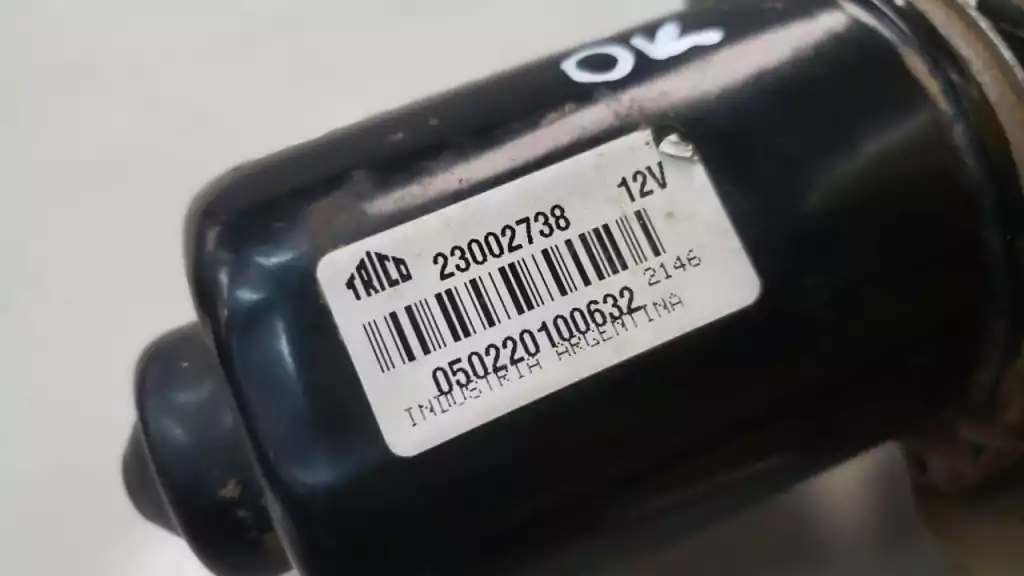 OK
TRICO 23002738 12V
2146
050220100632
INDUSTRIA ARGENTINA